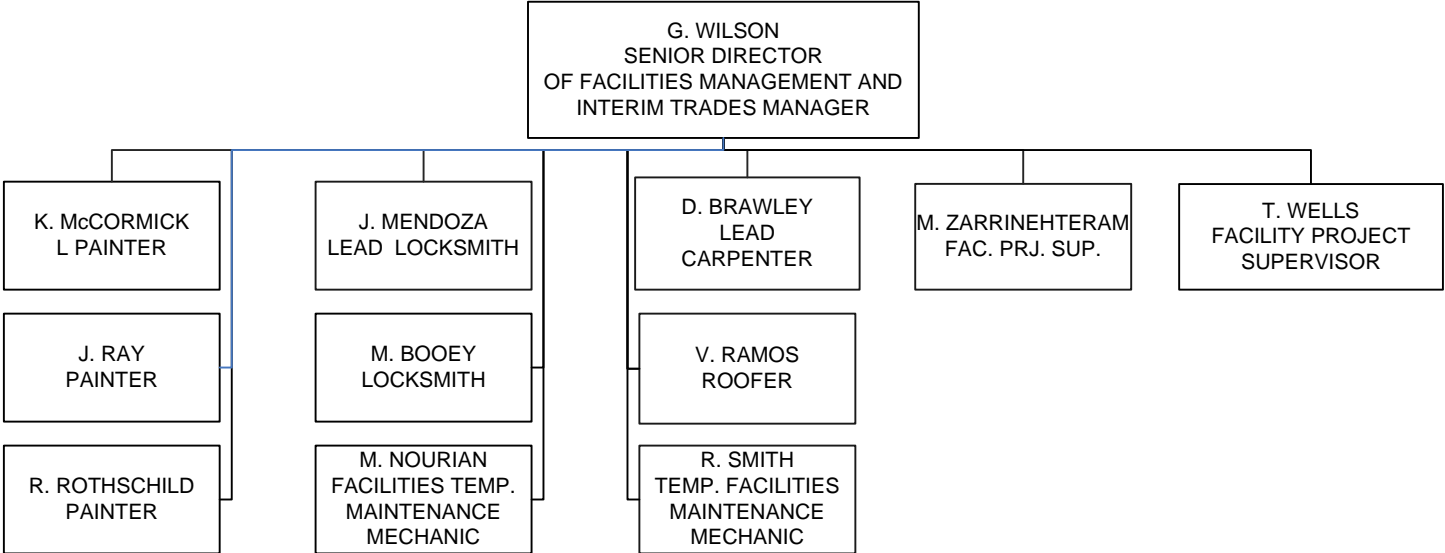 G. WILSON
SENIOR DIRECTOR
OF FACILITIES MANAGEMENT AND
INTERIM TRADES MANAGER
K. McCORMICK
L PAINTER
J. MENDOZA
LEAD LOCKSMITH
D. BRAWLEY
LEAD
CARPENTER
M. ZARRINEHTERAM
FAC. PRJ. SUP.
T. WELLS
FACILITY PROJECT
SUPERVISOR
J. RAY
PAINTER
M. BOOEY
LOCKSMITH
V. RAMOS
ROOFER
R. ROTHSCHILD
PAINTER
M. NOURIAN
FACILITIES TEMP.
MAINTENANCE
MECHANIC
R. SMITH
TEMP. FACILITIES
MAINTENANCE
MECHANIC